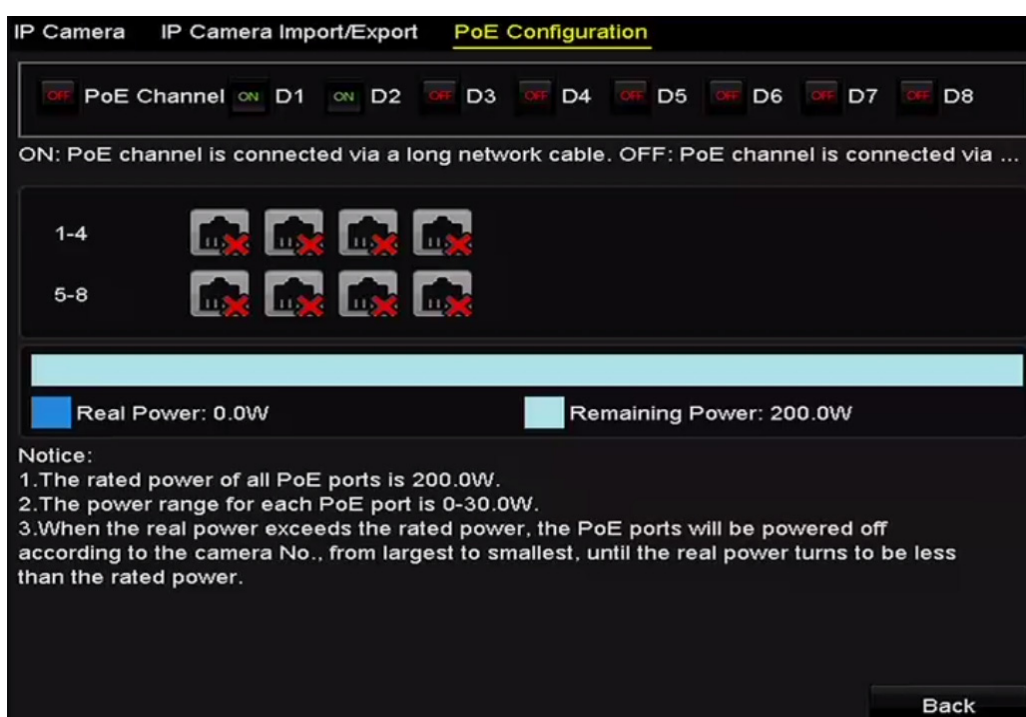 IP Camera IP Camera Import/Export PoE Configuration
OFF PoE Channel ON D1 ON D2 OFF D3 OFF D4 OFF D5 OFF D6 OFF D7 OFF D8
ON: PoE channel is connected via a long network cable. OFF: PoE channel is connected via ...
1-4
5-8
Real Power: 0.0W Remaining Power: 200.0W
Notice:
1.The rated power of all PoE ports is 200.0W.
2.The power range for each PoE port is 0-30.0W.
3.When the real power exceeds the rated power, the PoE ports will be powered off
according to the camera No., from largest to smallest, until the real power turns to be less
than the rated power.
Back